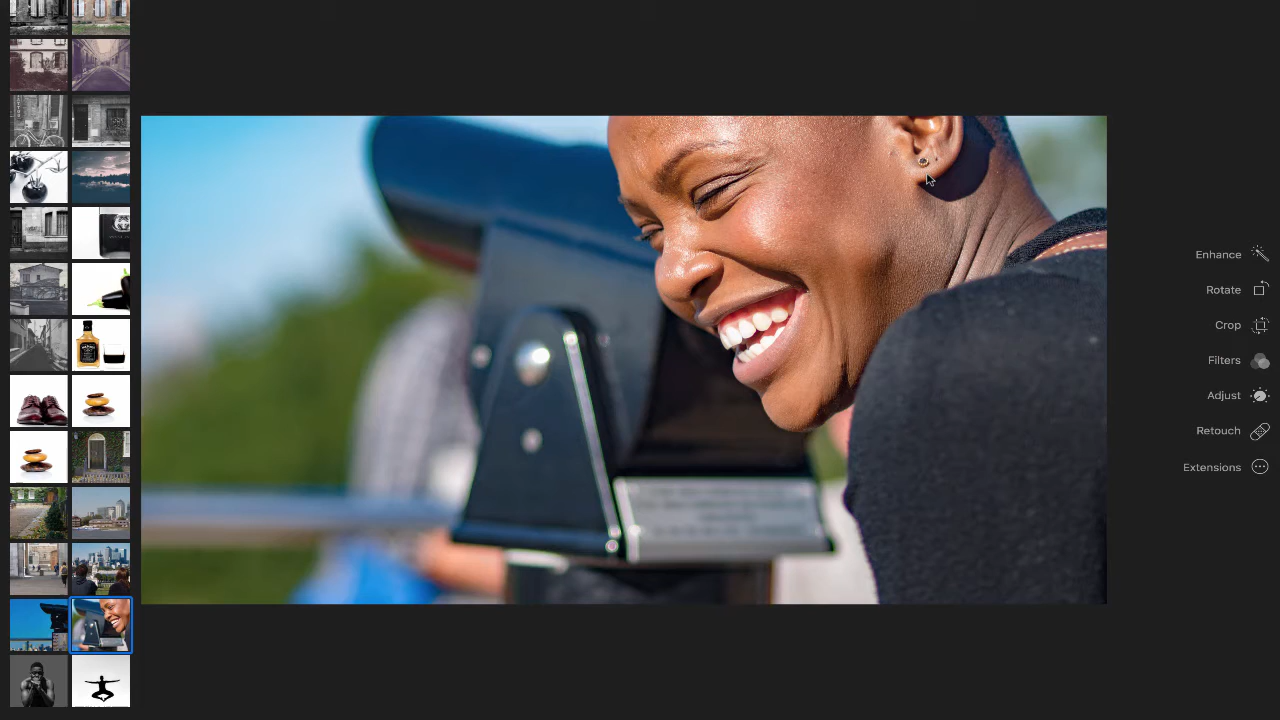 Enhance
Rotate
Crop
Filters
Adjust
Retouch
Extensions